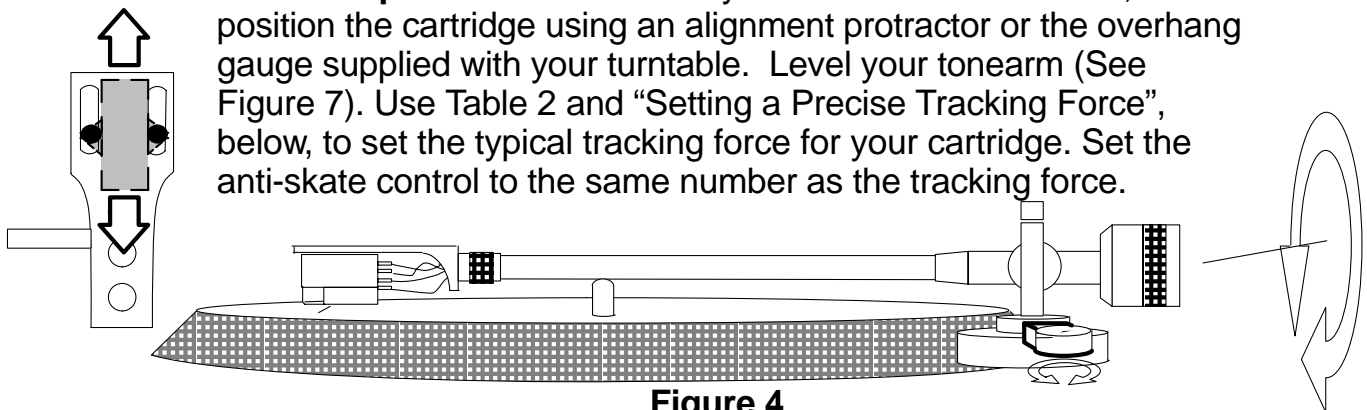 position the cartridge using an alignment protractor or the overhang
gauge supplied with your turntable. Level your tonearm (See
Figure 7). Use Table 2 and “Setting a Precise Tracking Force”,
below, to set the typical tracking force for your cartridge. Set the
anti-skate control to the same number as the tracking force.
Figure 4